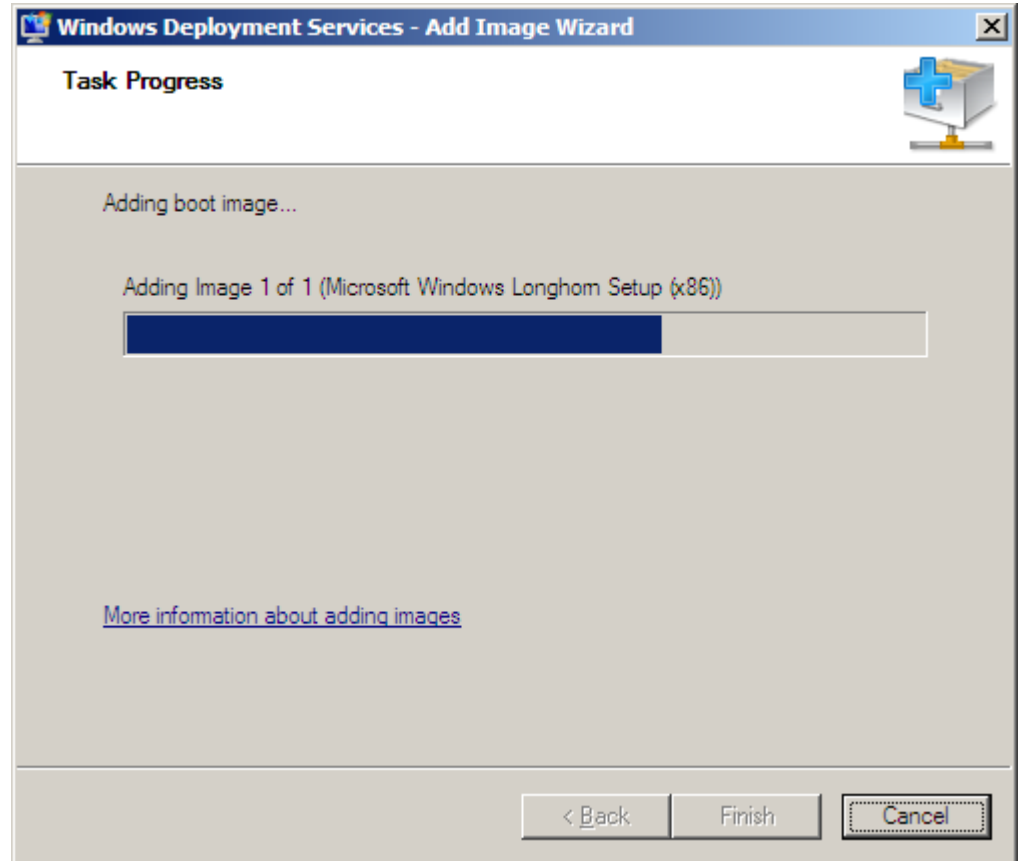 Windows Deployment Services - Add Image Wizard
Task Progress
Adding boot image...
Adding Image 1 of 1 (Microsoft Windows Longhorn Setup (x86))
More information about adding images
< Back
Finish
Cancel